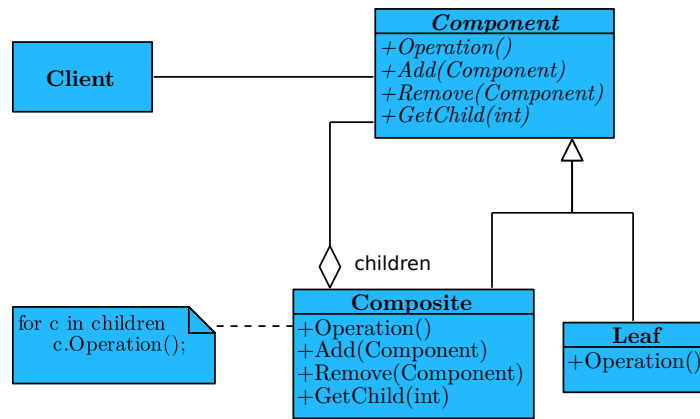 Component
+Operation()
+Add(Component)
+Remove(Component)
+GetChild(int)
Client
children
Composite
+Operation()
+Add(Component)
+Remove(Component)
+GetChild(int)
for c in children
c.Operation();
Leaf
+Operation()